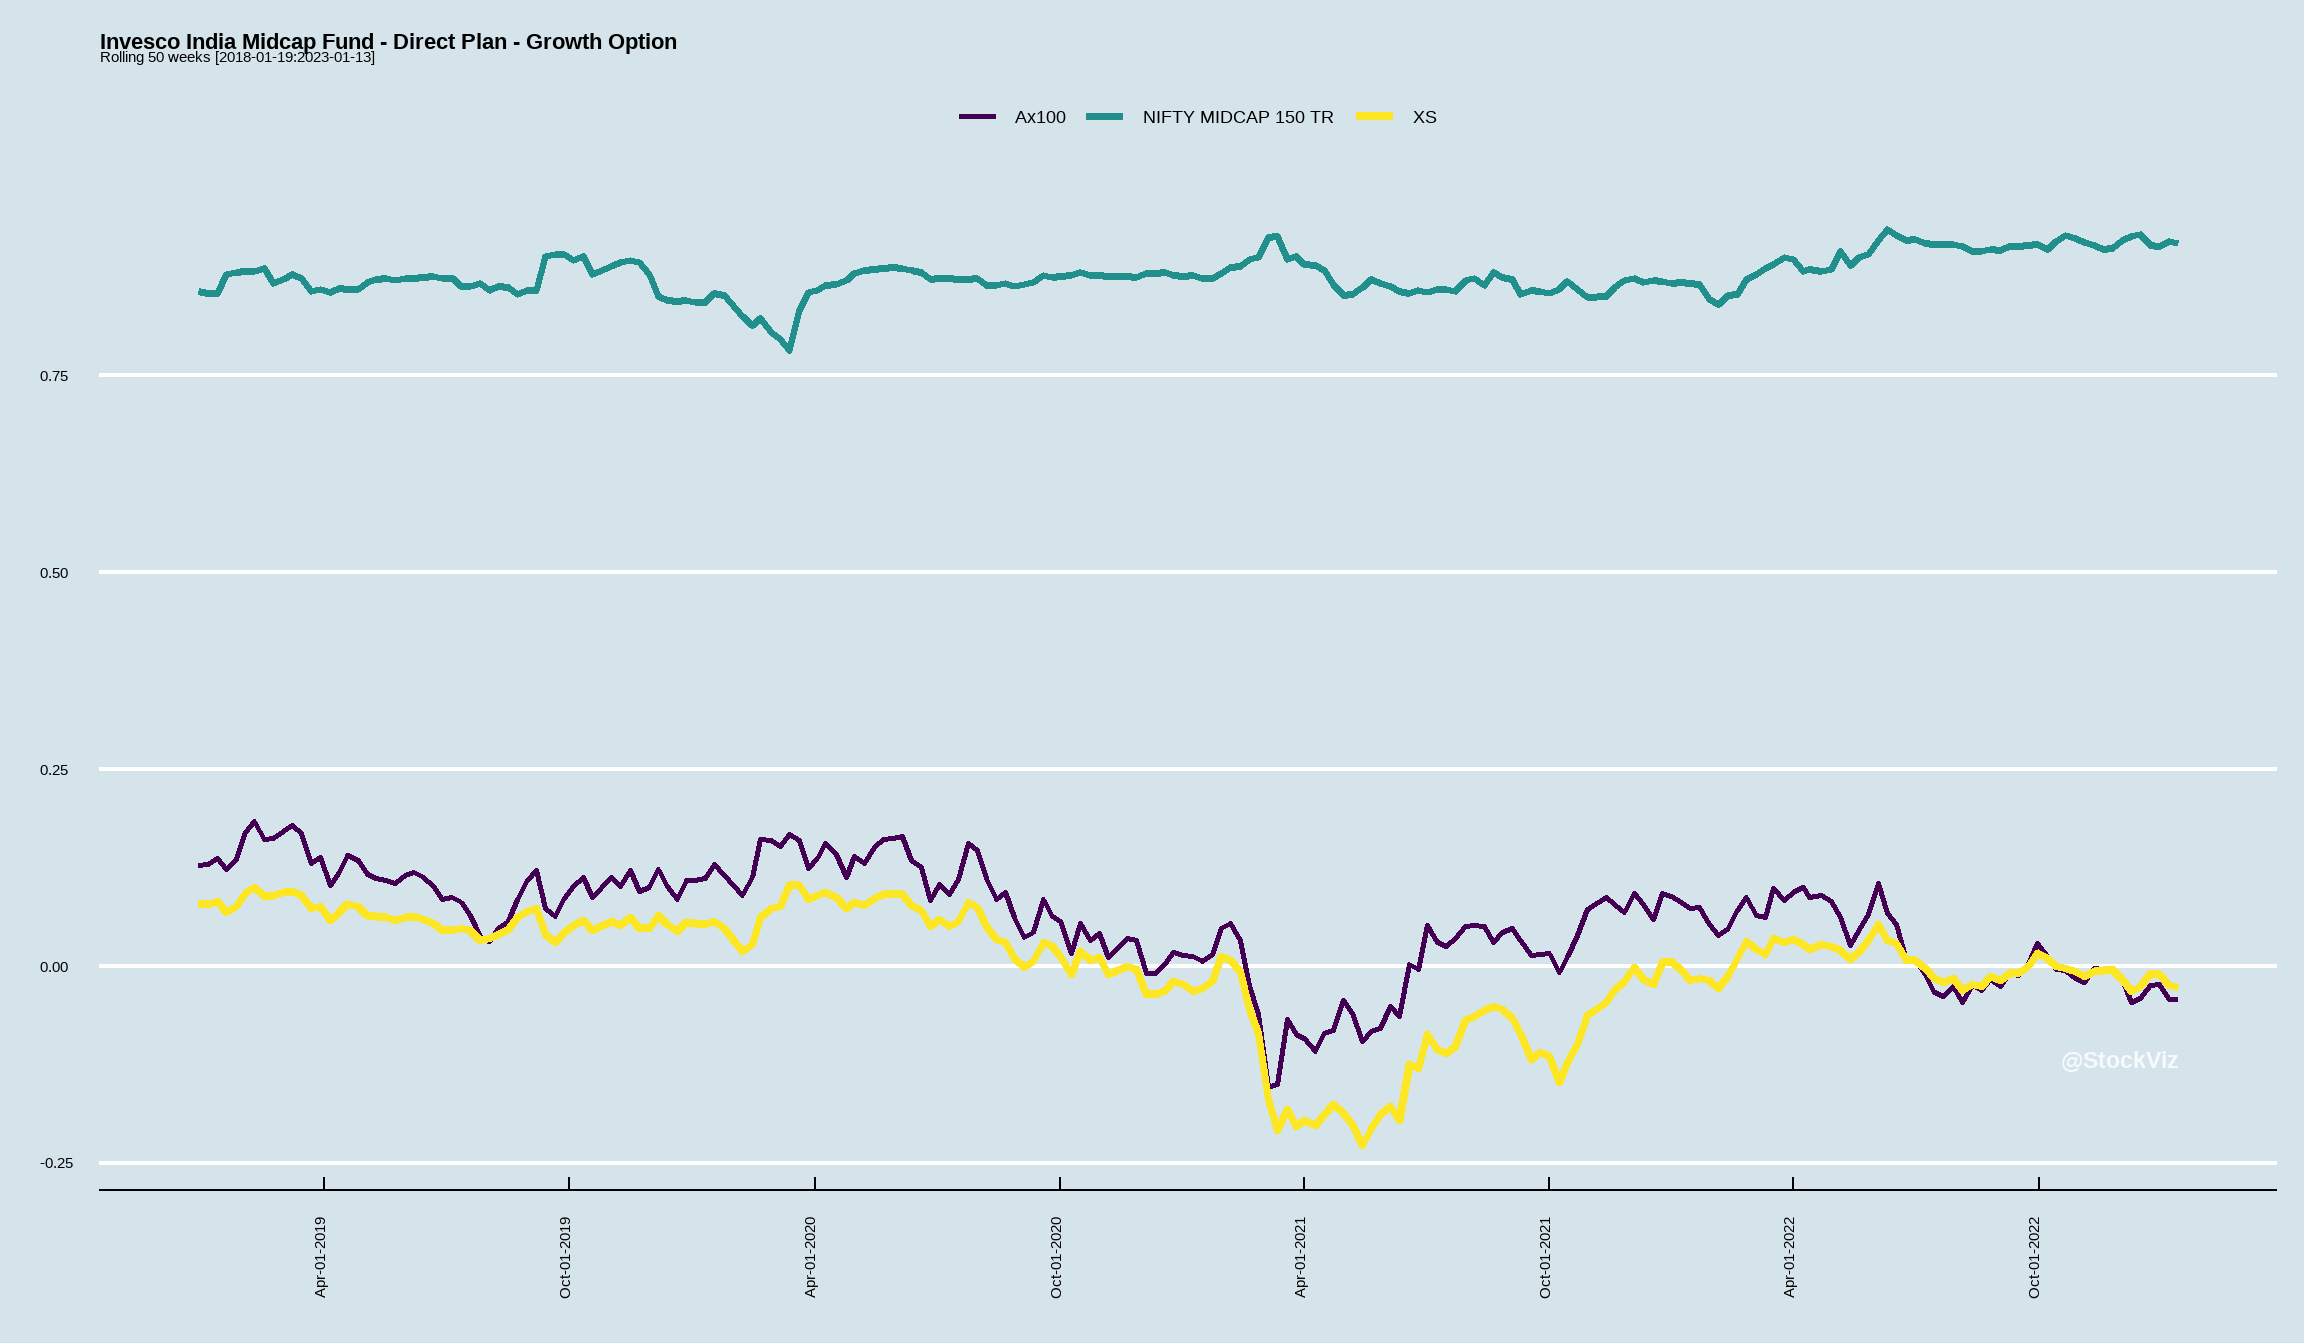 Invesco India Midcap Fund - Direct Plan - Growth Option
Rolling 50 weeks [2018-01-19:2023-01-13]
Ax100 NIFTY MIDCAP 150 TR XS
0.75
0.50
0.25
0.00
@StockViz
-0.25
Apr-01-2019 Oct-01-2019 Apr-01-2020 Oct-01-2020 Apr-01-2021 Oct-01-2021 Apr-01-2022 Oct-01-2022